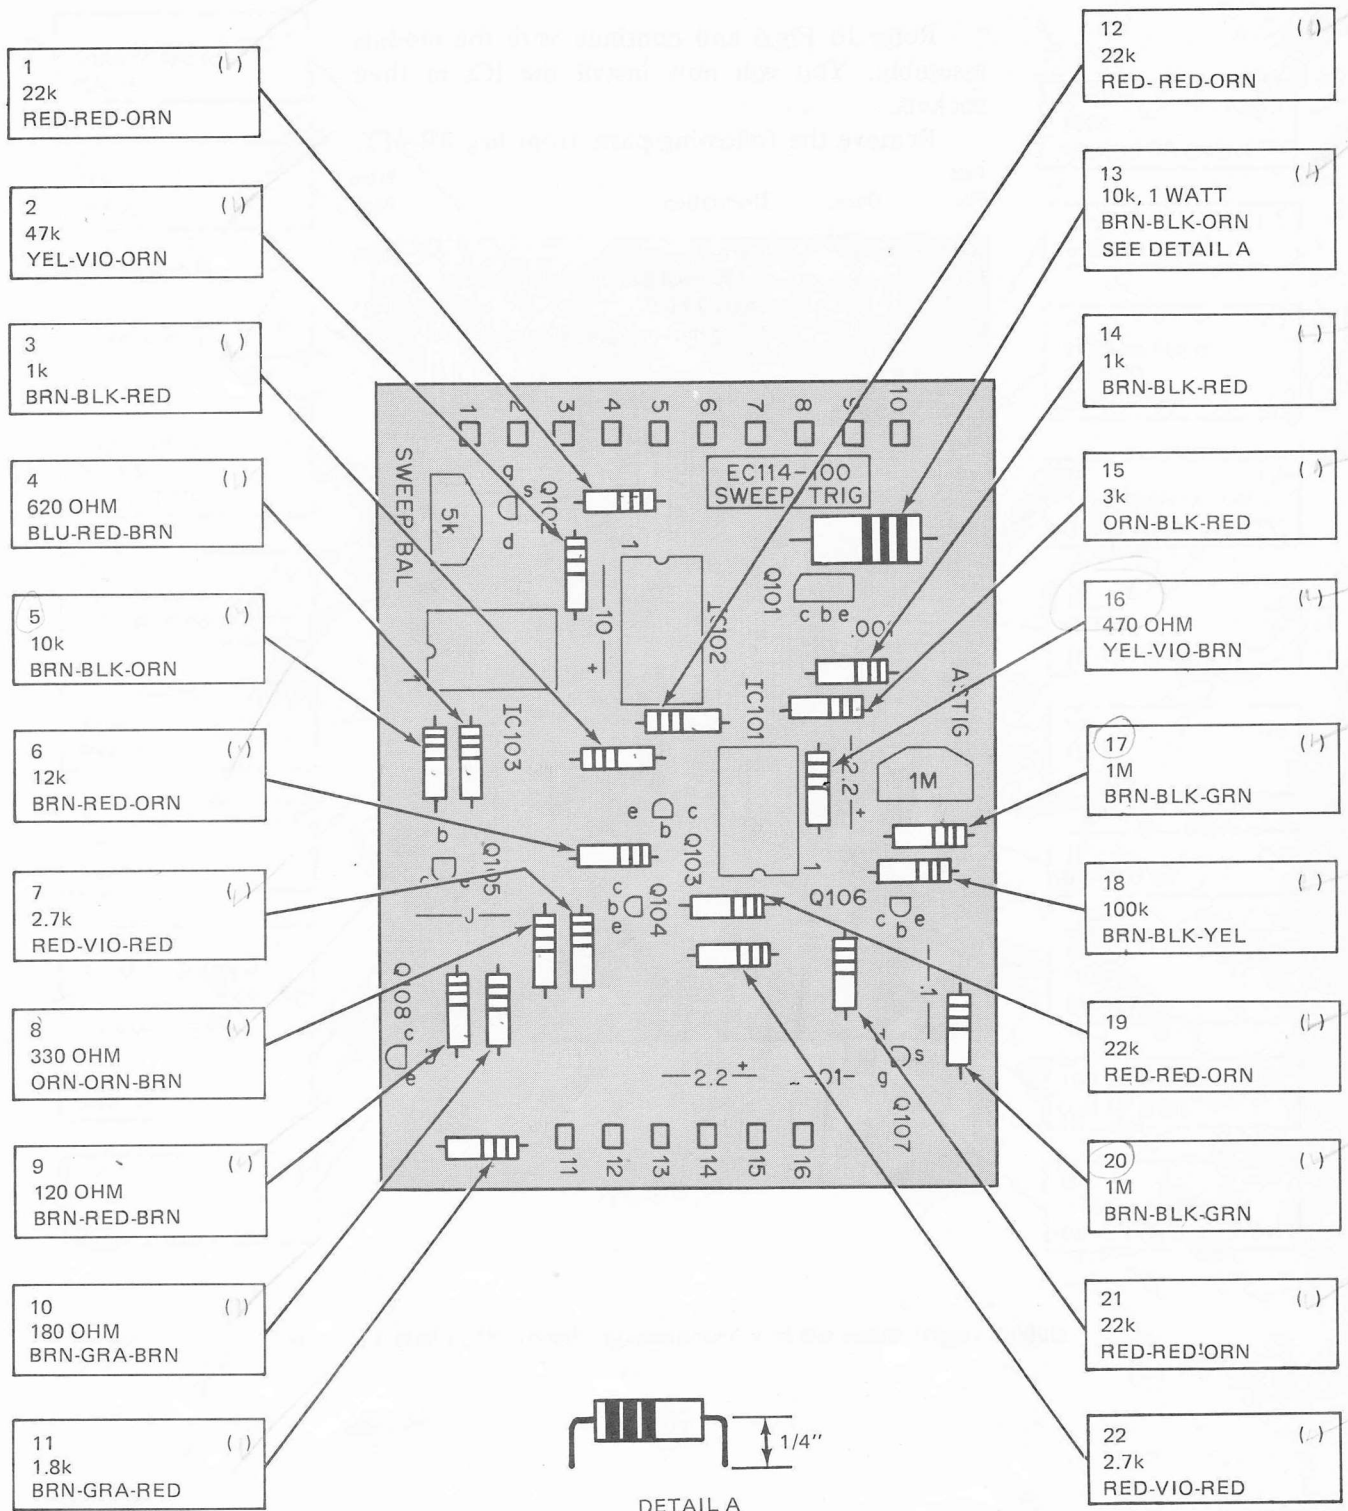 1 ( )
22k
RED-RED-ORN
2 ( )
47k
YEL-VIO-ORN
3 ( )
1k
BRN-BLK-RED
4 ( )
620 OHM
BLU-RED-BRN
5 ( )
10k
BRN-BLK-ORN
6 ( )
12k
BRN-RED-ORN
7 ( )
2.7k
RED-VIO-RED
8 ( )
330 OHM
ORN-ORN-BRN
9 ( )
120 OHM
BRN-RED-BRN
10 ( )
180 OHM
BRN-GRA-BRN
11 ( )
1.8k
BRN-GRA-RED
1 2 3 4 5 6 7 8 9 10
EC114-100
SWEEP/TRIG
SWEEP BAL
5k
g
s
d
Q102
1
10
+
IC102
Q101
c b e
.001
1
IC103
IC101
ASTIG
1M
2.2
+
e b c
Q103
1
b
e
Q105
J
c
b
e
Q104
Q106
c b e
.1
Q108
c
e
2.2
+
.01
s
g
Q107
11 12 13 14 15 16
12 ( )
22k
RED-RED-ORN
13 ( )
10k, 1 WATT
BRN-BLK-ORN
SEE DETAIL A
14 ( )
1k
BRN-BLK-RED
15 ( )
3k
ORN-BLK-RED
16 ( )
470 OHM
YEL-VIO-BRN
17 ( )
1M
BRN-BLK-GRN
18 ( )
100k
BRN-BLK-YEL
19 ( )
22k
RED-RED-ORN
20 ( )
1M
BRN-BLK-GRN
21 ( )
22k
RED-RED-ORN
22 ( )
2.7k
RED-VIO-RED
1/4"
DETAIL A